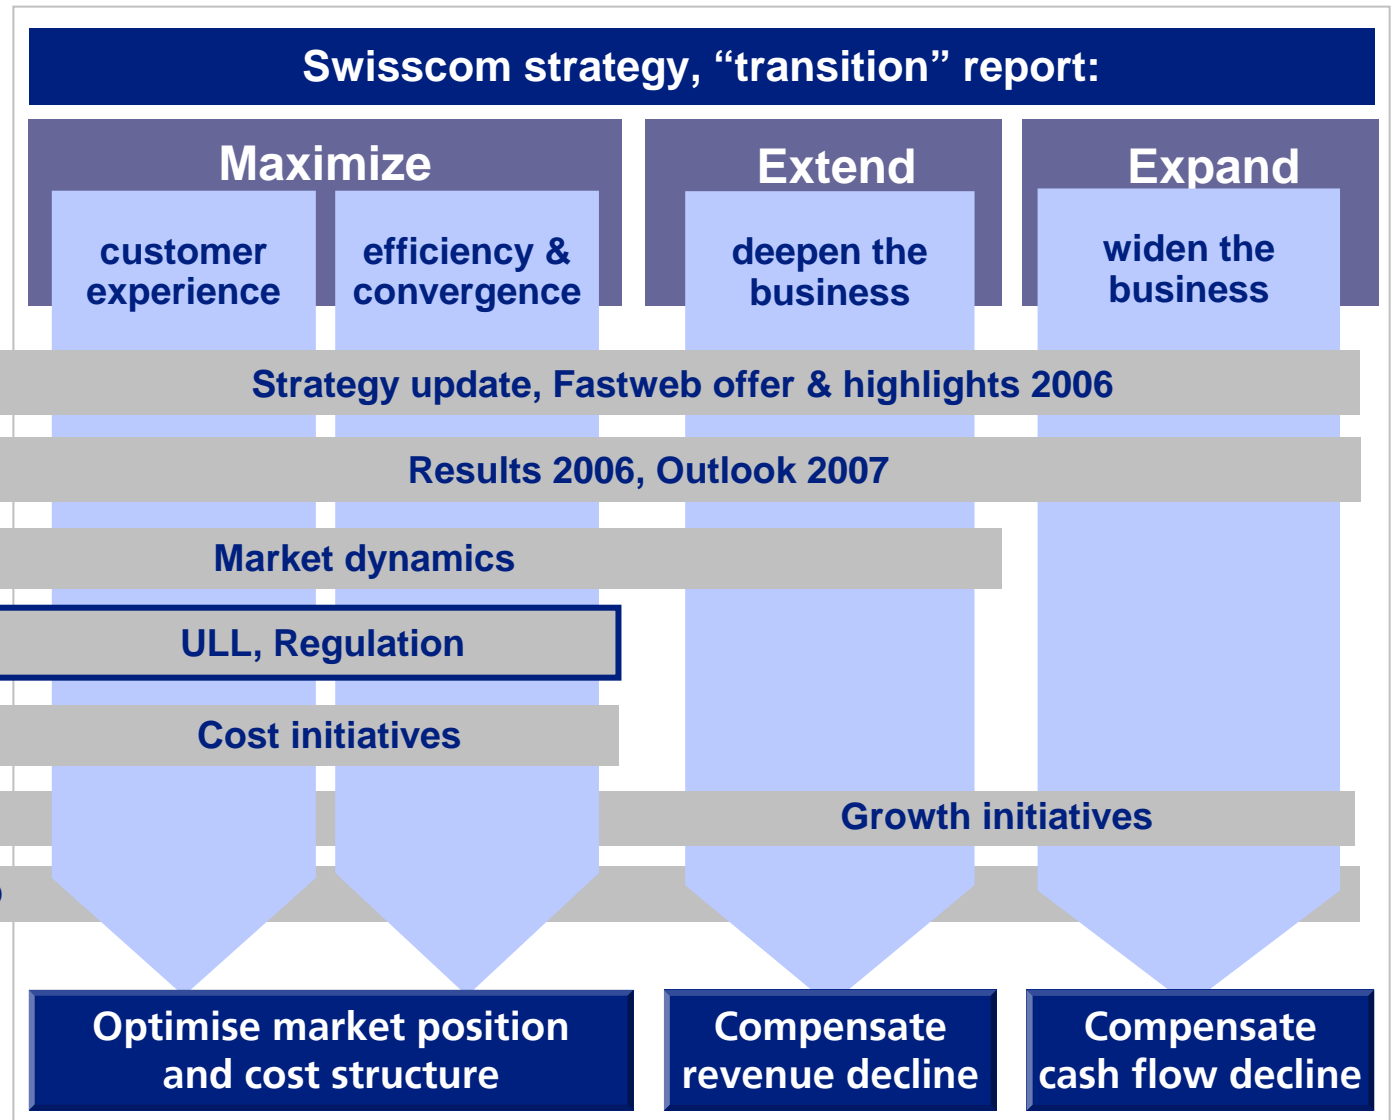 Swisscom strategy, “transition” report:
Maximize
Extend
Expand
customer
experience
efficiency &
convergence
deepen the
business
widen the
business
Strategy update, Fastweb offer & highlights 2006
Results 2006, Outlook 2007
Market dynamics
ULL, Regulation
Cost initiatives
Growth initiatives
Optimise market position
and cost structure
Compensate
revenue decline
Compensate
cash flow decline